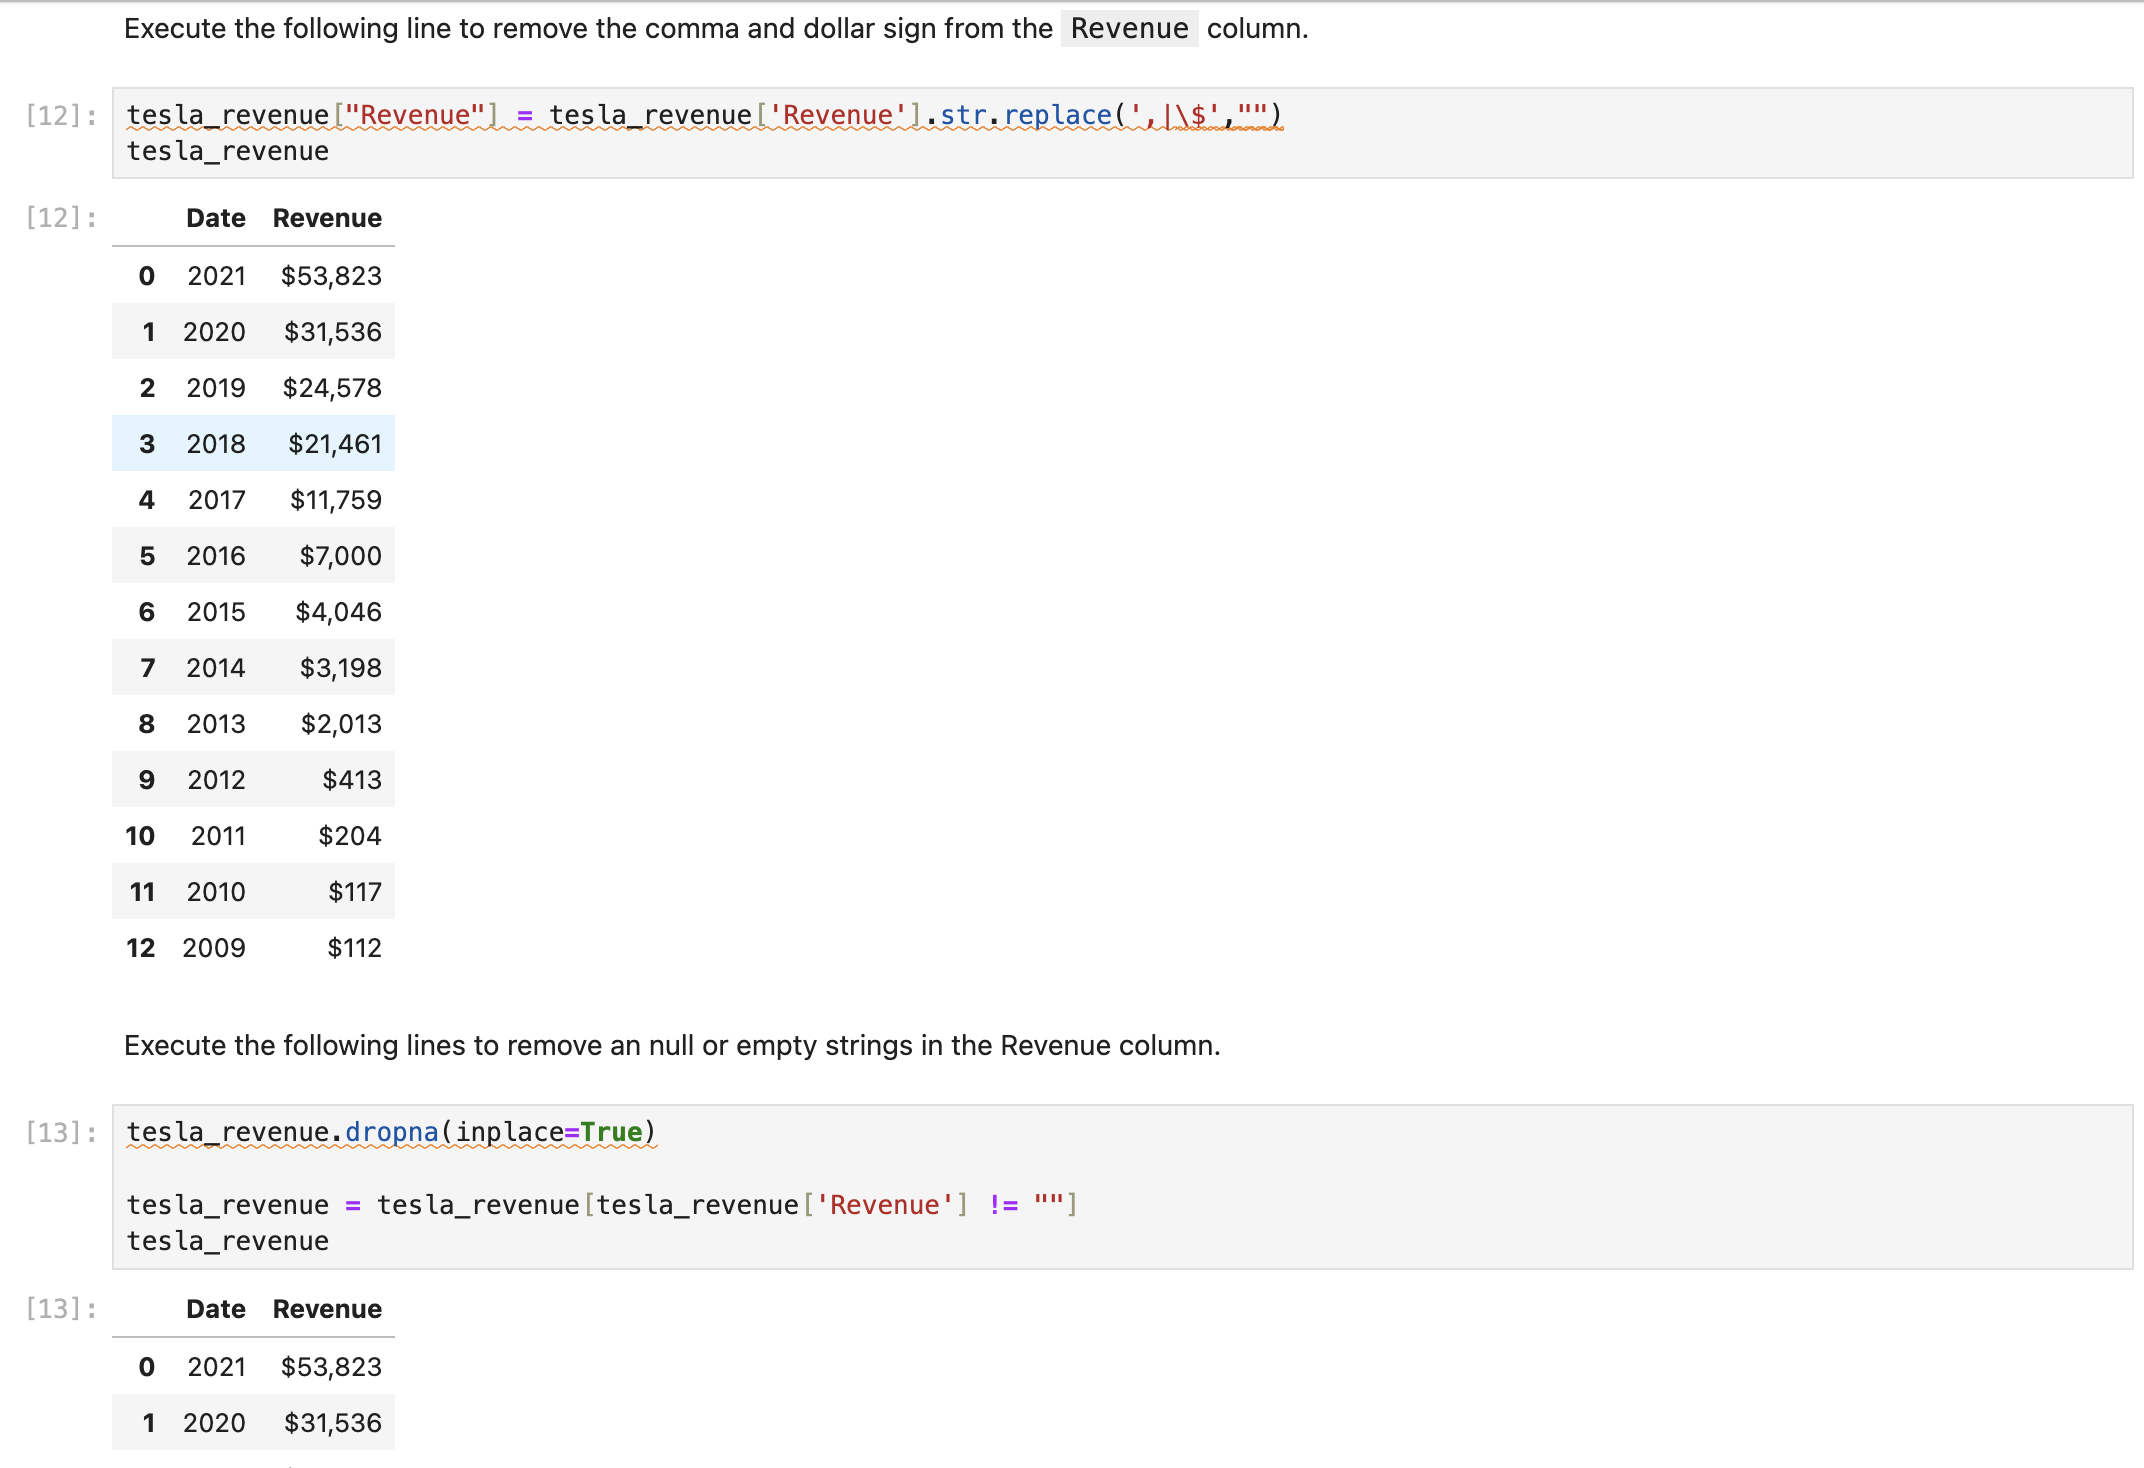 Execute the following line to remove the comma and dollar sign from the Revenue column.
[12]: tesla_revenue["Revenue"] = tesla_revenue['Revenue'].str.replace(',|\$',"")
tesla_revenue
[12]: Date Revenue
0 2021 $53,823
1 2020 $31,536
2 2019 $24,578
3 2018 $21,461
4 2017 $11,759
5 2016 $7,000
6 2015 $4,046
7 2014 $3,198
8 2013 $2,013
9 2012 $413
10 2011 $204
11 2010 $117
12 2009 $112
Execute the following lines to remove an null or empty strings in the Revenue column.
[13]: tesla_revenue.dropna(inplace=True)
tesla_revenue = tesla_revenue[tesla_revenue['Revenue'] != ""]
tesla_revenue
[13]: Date Revenue
0 2021 $53,823
1 2020 $31,536